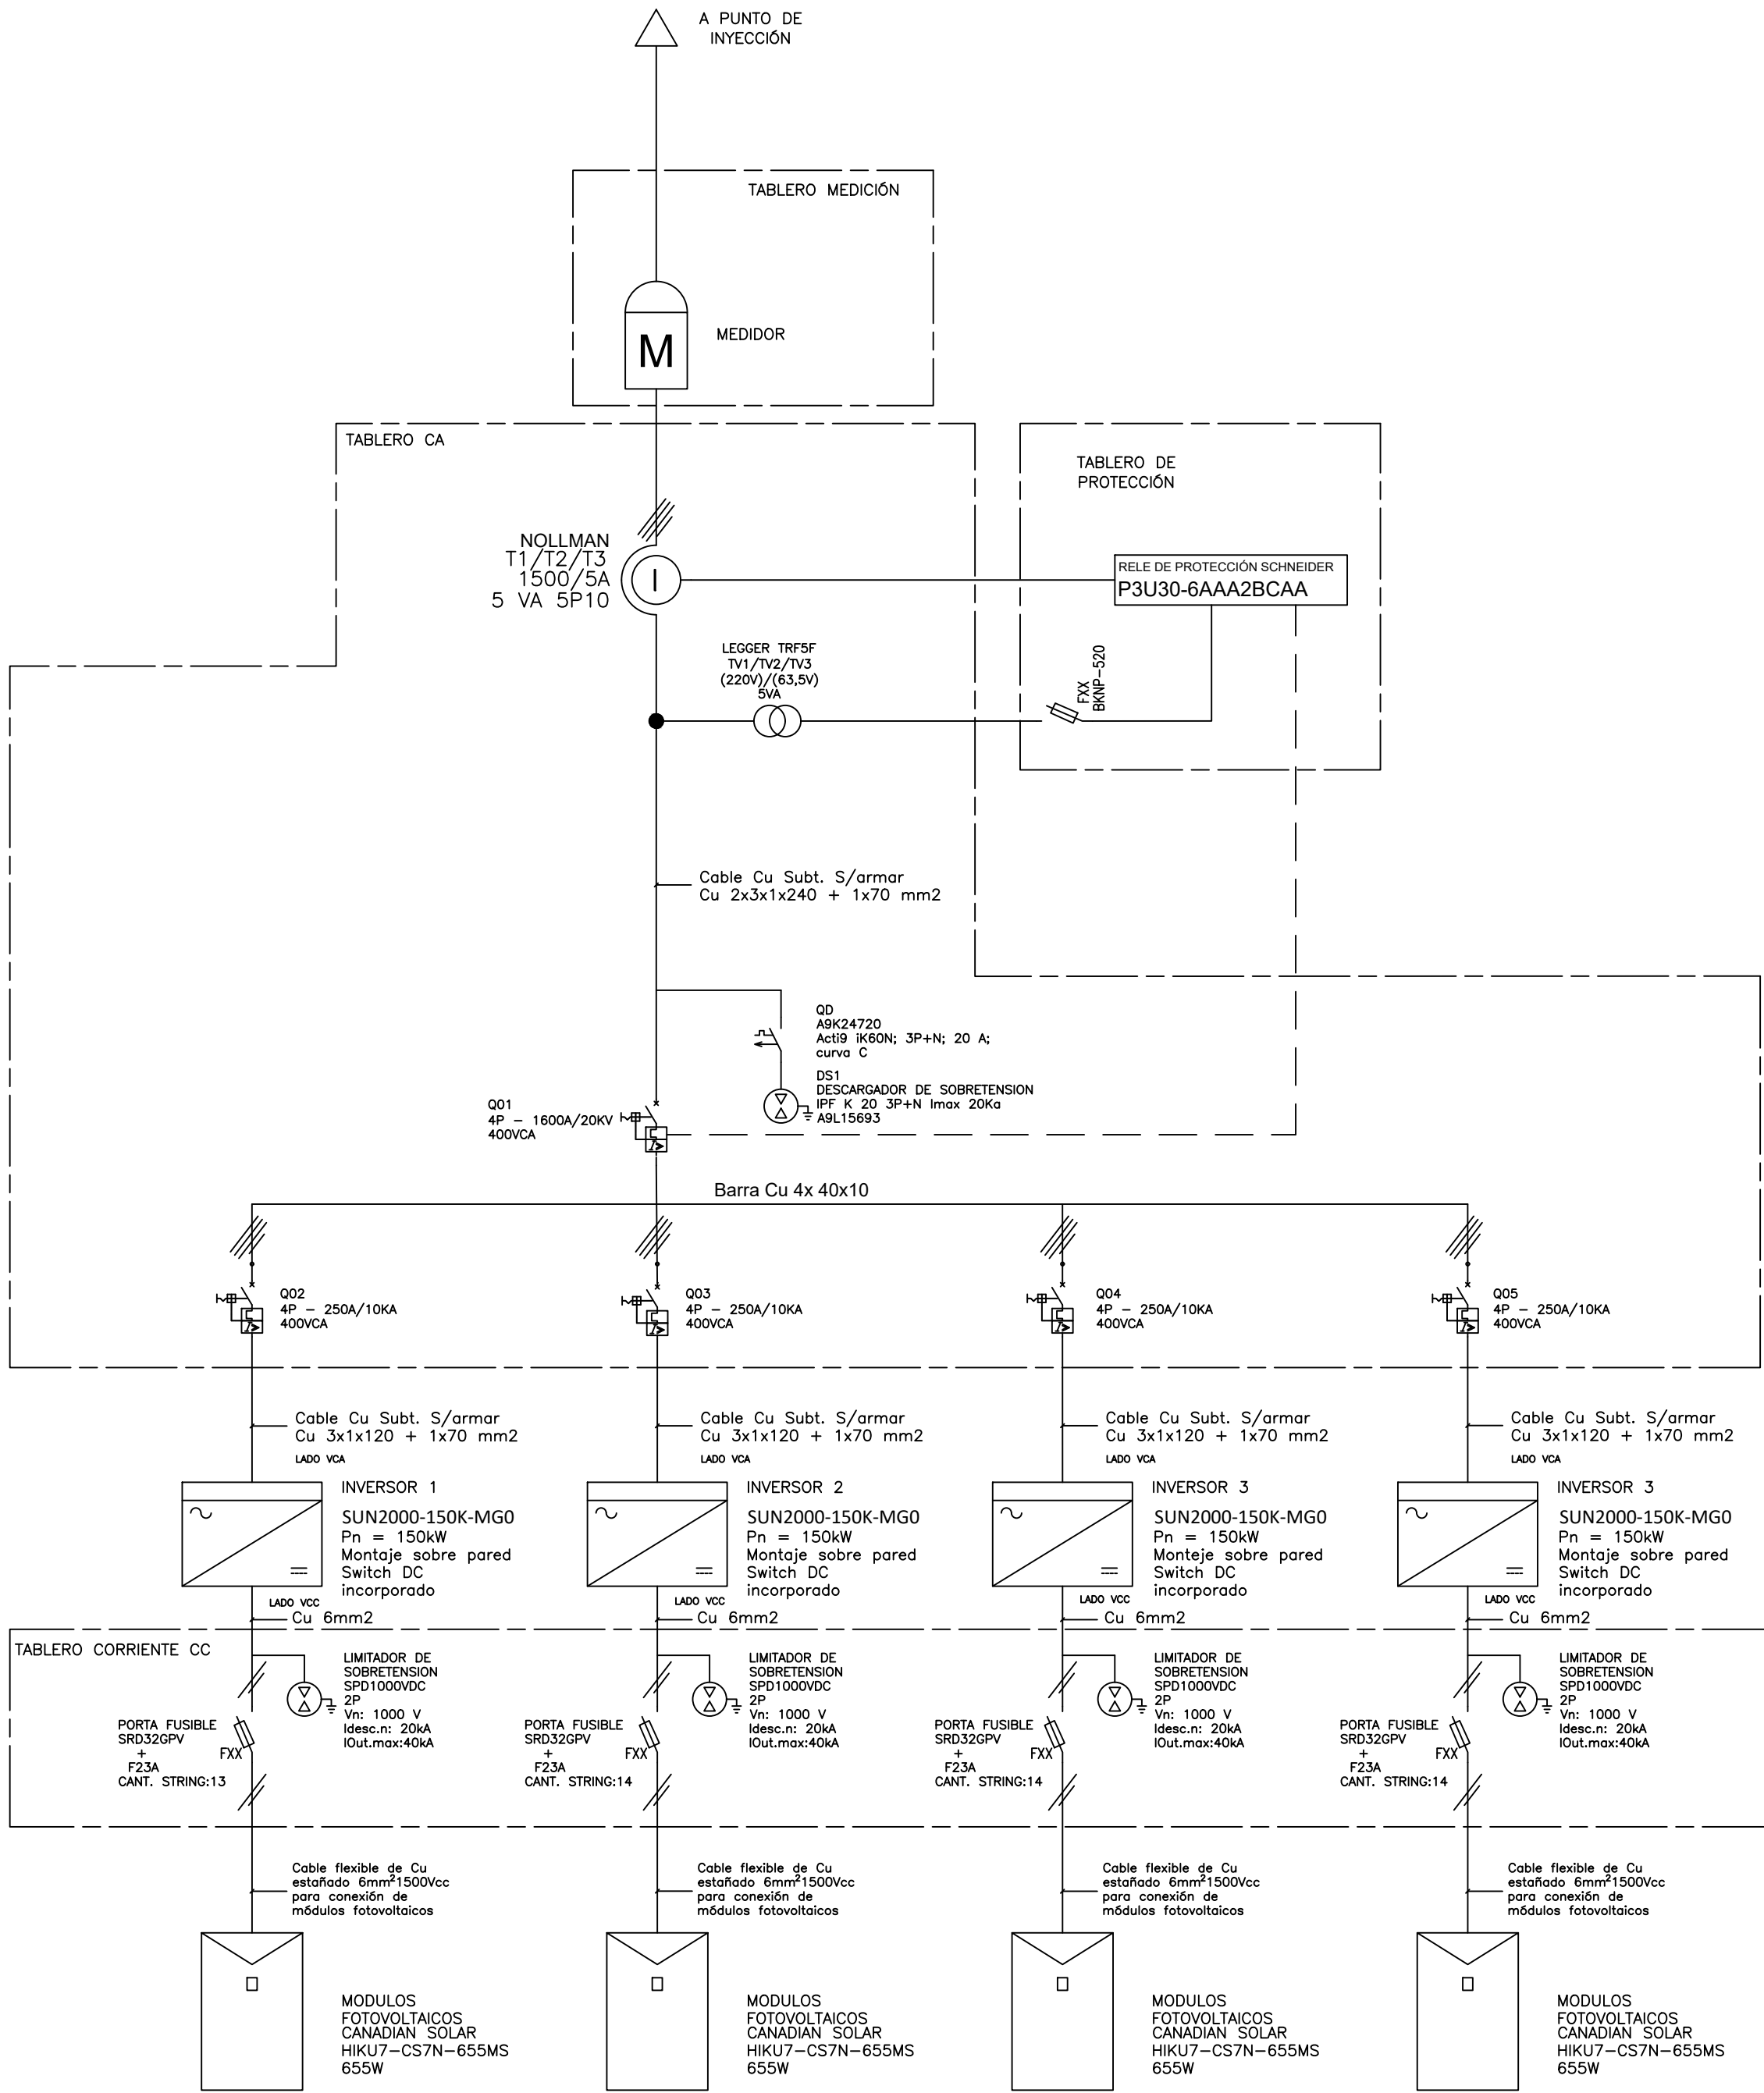 A PUNTO DE
INYECCIÓN
TABLERO MEDICIÓN
MEDIDOR
M
TABLERO CA
TABLERO DE
PROTECCIÓN
NOLLMAN
T1/T2/T3
1500/5A
5 VA 5P10
I
RELE DE PROTECCIÓN SCHNEIDER
P3U30-6AAA2BCAA
LEGGER TRF5F
TV1/TV2/TV3
(220V)/(63,5V)
5VA
FXX
BKNP-520
Cable Cu Subt. S/armar
Cu 2x3x1x240 + 1x70 mm2
QD
A9K24720
Acti9 iK60N; 3P+N; 20 A;
curva C
DS1
DESCARGADOR DE SOBRETENSION
IPF K 20 3P+N Imax 20Ka
A9L15693
Q01
4P - 1600A/20KV
400VCA
Barra Cu 4x 40x10
Q02
4P - 250A/10KA
400VCA
Q03
4P - 250A/10KA
400VCA
Q04
4P - 250A/10KA
400VCA
Q05
4P - 250A/10KA
400VCA
Cable Cu Subt. S/armar
Cu 3x1x120 + 1x70 mm2
LADO VCA
Cable Cu Subt. S/armar
Cu 3x1x120 + 1x70 mm2
LADO VCA
Cable Cu Subt. S/armar
Cu 3x1x120 + 1x70 mm2
LADO VCA
Cable Cu Subt. S/armar
Cu 3x1x120 + 1x70 mm2
LADO VCA
INVERSOR 1
SUN2000-150K-MG0
Pn = 150kW
Montaje sobre pared
Switch DC
incorporado
INVERSOR 2
SUN2000-150K-MG0
Pn = 150kW
Montaje sobre pared
Switch DC
incorporado
INVERSOR 3
SUN2000-150K-MG0
Pn = 150kW
Monteje sobre pared
Switch DC
incorporado
INVERSOR 3
SUN2000-150K-MG0
Pn = 150kW
Montaje sobre pared
Switch DC
incorporado
LADO VCC
Cu 6mm2
LADO VCC
Cu 6mm2
LADO VCC
Cu 6mm2
LADO VCC
Cu 6mm2
TABLERO CORRIENTE CC
LIMITADOR DE
SOBRETENSION
SPD1000VDC
2P
Vn: 1000 V
Idesc.n: 20kA
IOut.max:40kA
PORTA FUSIBLE
SRD32GPV
+
F23A
CANT. STRING:13
FXX
LIMITADOR DE
SOBRETENSION
SPD1000VDC
2P
Vn: 1000 V
Idesc.n: 20kA
IOut.max:40kA
PORTA FUSIBLE
SRD32GPV
+
F23A
CANT. STRING:14
FXX
LIMITADOR DE
SOBRETENSION
SPD1000VDC
2P
Vn: 1000 V
Idesc.n: 20kA
IOut.max:40kA
PORTA FUSIBLE
SRD32GPV
+
F23A
CANT. STRING:14
FXX
LIMITADOR DE
SOBRETENSION
SPD1000VDC
2P
Vn: 1000 V
Idesc.n: 20kA
IOut.max:40kA
PORTA FUSIBLE
SRD32GPV
+
F23A
CANT. STRING:14
FXX
Cable flexible de Cu
estañado 6mm²1500Vcc
para conexión de
módulos fotovoltaicos
Cable flexible de Cu
estañado 6mm²1500Vcc
para conexión de
módulos fotovoltaicos
Cable flexible de Cu
estañado 6mm²1500Vcc
para conexión de
módulos fotovoltaicos
Cable flexible de Cu
estañado 6mm²1500Vcc
para conexión de
módulos fotovoltaicos
MODULOS
FOTOVOLTAICOS
CANADIAN SOLAR
HIKU7-CS7N-655MS
655W
MODULOS
FOTOVOLTAICOS
CANADIAN SOLAR
HIKU7-CS7N-655MS
655W
MODULOS
FOTOVOLTAICOS
CANADIAN SOLAR
HIKU7-CS7N-655MS
655W
MODULOS
FOTOVOLTAICOS
CANADIAN SOLAR
HIKU7-CS7N-655MS
655W